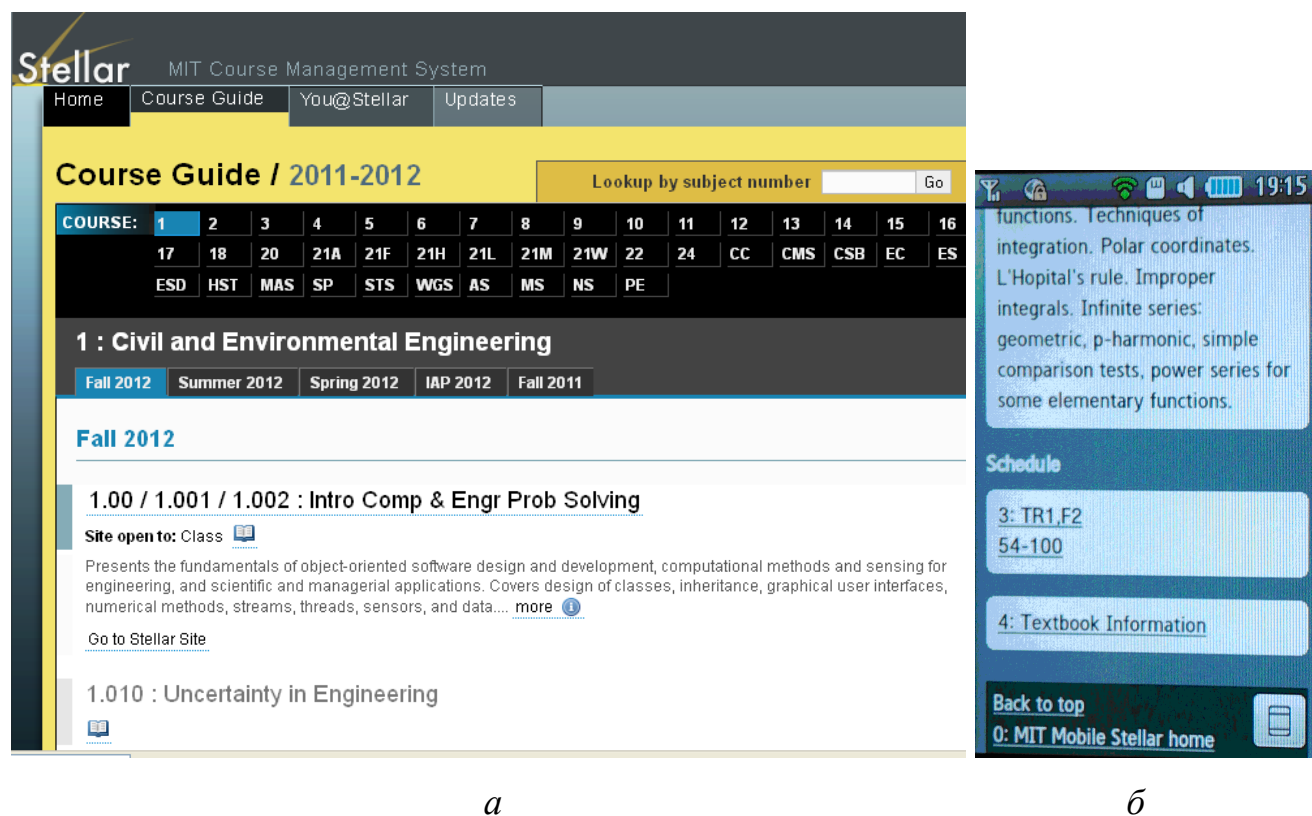 Stellar
MIT Course Management System
Home Course Guide You@Stellar Updates
Course Guide / 2011-2012
Lookup by subject number Go
COURSE: 1 2 3 4 5 6 7 8 9 10 11 12 13 14 15 16
17 18 20 21A 21F 21H 21L 21M 21W 22 24 CC CMS CSB EC ES
ESD HST MAS SP STS WGS AS MS NS PE
1 : Civil and Environmental Engineering
Fall 2012 Summer 2012 Spring 2012 IAP 2012 Fall 2011
Fall 2012
1.00 / 1.001 / 1.002 : Intro Comp & Engr Prob Solving
Site open to: Class
Presents the fundamentals of object-oriented software design and development, computational methods and sensing for
engineering, and scientific and managerial applications. Covers design of classes, inheritance, graphical user interfaces,
numerical methods, streams, threads, sensors, and data.... more
Go to Stellar Site
1.010 : Uncertainty in Engineering
19:15
functions. Techniques of
integration. Polar coordinates.
L'Hopital's rule. Improper
integrals. Infinite series:
geometric, p-harmonic, simple
comparison tests, power series for
some elementary functions.
Schedule
3: TR1,F2
54-100
4: Textbook Information
Back to top
0: MIT Mobile Stellar home
а
б